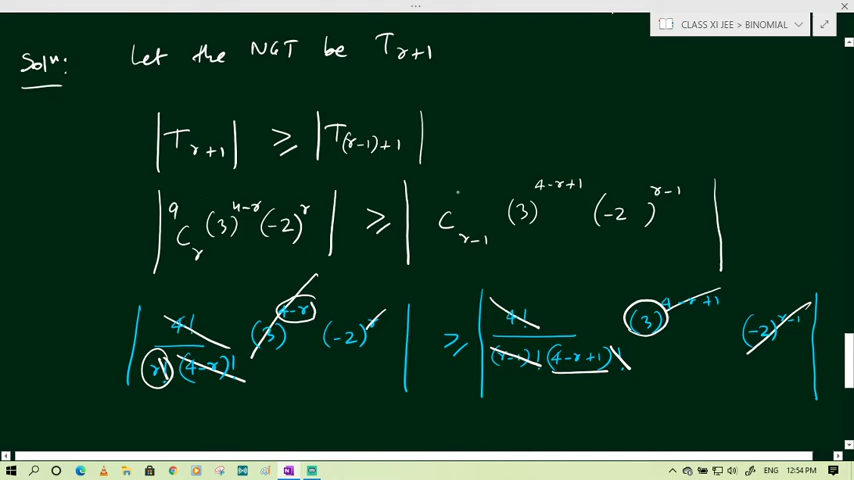 CLASS XI JEE > BINOMIAL
Solⁿ: Let the NGT be T_{r+1}
|T_{r+1}| ≥ |T_{(r-1)+1}|
|⁹C_r (3)^{4-r} (-2)^r| ≥ |C_{r-1} (3)^{4-r+1} (-2)^{r-1}|
|4!/(r! (4-r)!) (3)^{4-r} (-2)^r| ≥ |4!/((r-1)! (4-r+1)!) (3)^{4-r+1} (-2)^{r-1}|
ENG 12:54 PM